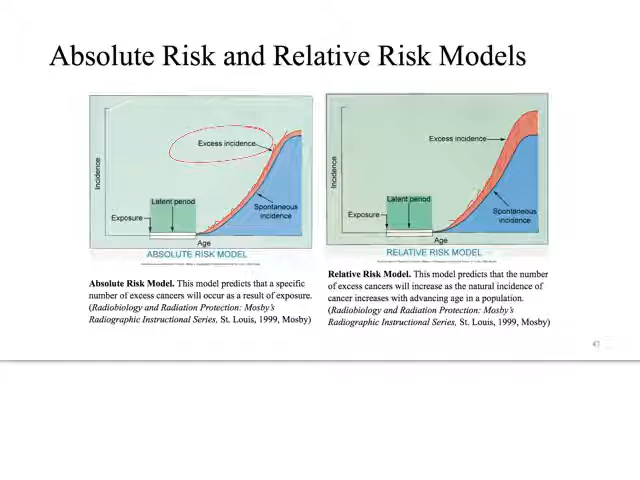 Absolute Risk and Relative Risk Models
Incidence
Excess incidence
Latent period
Exposure
Spontaneous
incidence
Age
ABSOLUTE RISK MODEL
Absolute Risk Model. This model predicts that a specific
number of excess cancers will occur as a result of exposure.
(Radiobiology and Radiation Protection: Mosby's
Radiographic Instructional Series, St. Louis, 1999, Mosby)
Incidence
Excess incidence
Latent period
Exposure
Spontaneous
incidence
Age
RELATIVE RISK MODEL
Relative Risk Model. This model predicts that the number
of excess cancers will increase as the natural incidence of
cancer increases with advancing age in a population.
(Radiobiology and Radiation Protection: Mosby's
Radiographic Instructional Series, St. Louis, 1999, Mosby)